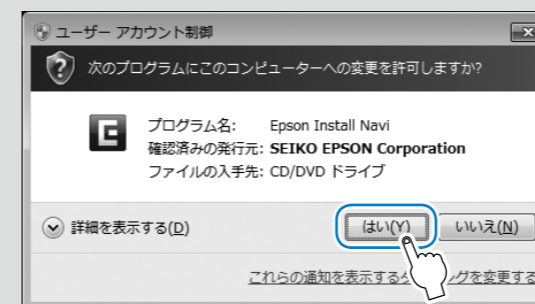 ユーザー アカウント制御
次のプログラムにこのコンピューターへの変更を許可しますか?
プログラム名: Epson Install Navi
確認済みの発行元: SEIKO EPSON Corporation
ファイルの入手先: CD/DVD ドライブ
詳細を表示する(D) はい(Y) いいえ(N)
これらの通知を表示する を変更する